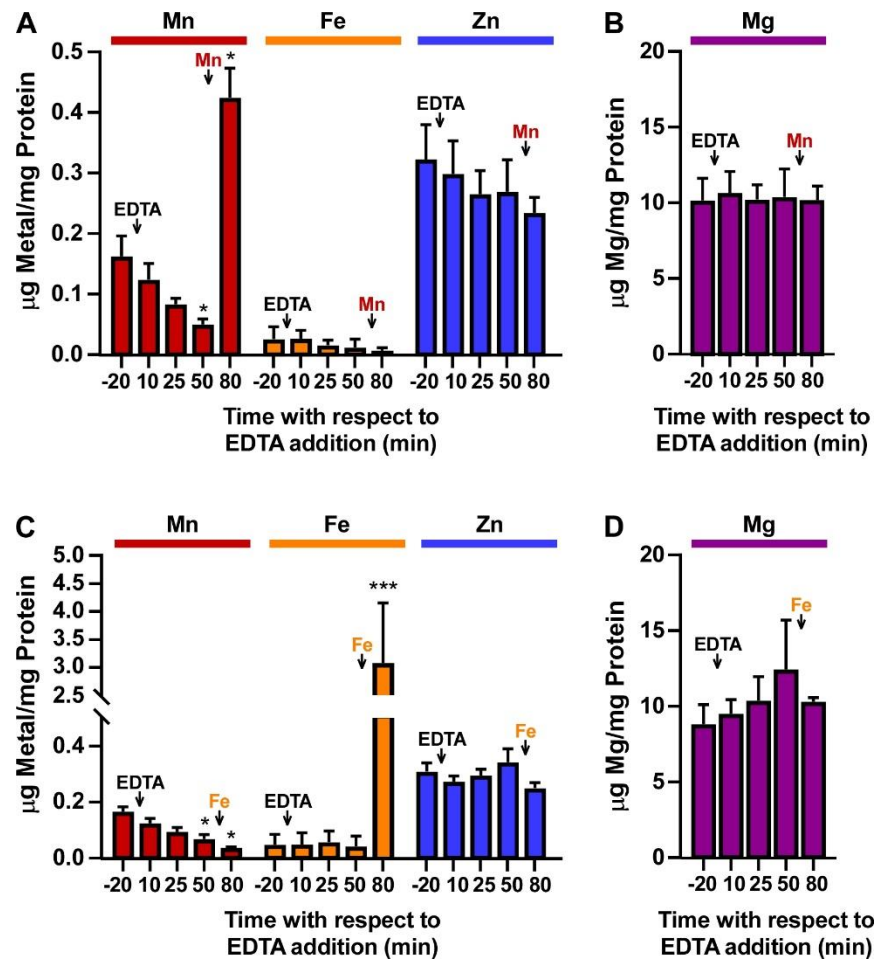 A
Mn
Fe
Zn
µg Metal/mg Protein
0.5
0.4
0.3
0.2
0.1
0.0
EDTA
*
Mn
*
EDTA
Mn
EDTA
Mn
-20 10 25 50 80
-20 10 25 50 80
-20 10 25 50 80
Time with respect to
EDTA addition (min)
B
Mg
µg Mg/mg Protein
20
15
10
5
0
EDTA
Mn
-20 10 25 50 80
Time with respect to
EDTA addition (min)
C
Mn
Fe
Zn
µg Metal/mg Protein
5.0
4.5
4.0
3.5
3.0
2.5
0.4
0.2
0.0
EDTA
*
Fe
*
EDTA
Fe
***
EDTA
Fe
-20 10 25 50 80
-20 10 25 50 80
-20 10 25 50 80
Time with respect to
EDTA addition (min)
D
Mg
µg Mg/mg Protein
20
15
10
5
0
EDTA
Fe
-20 10 25 50 80
Time with respect to
EDTA addition (min)